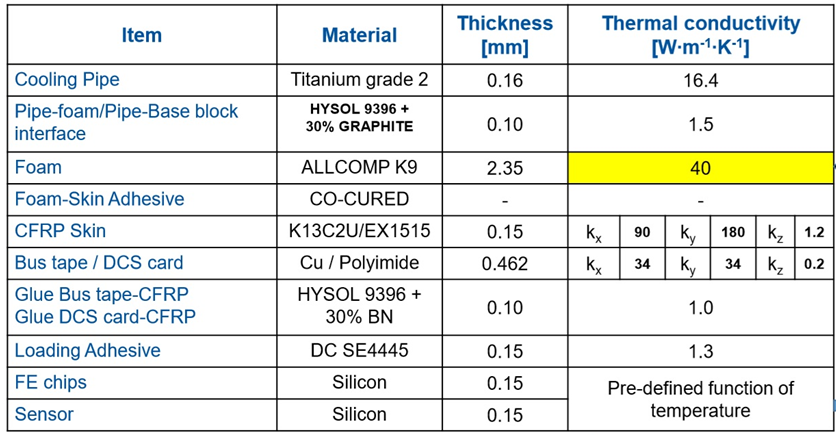 Item Material Thickness [mm] Thermal conductivity [W·m⁻¹·K⁻¹]
Cooling Pipe Titanium grade 2 0.16 16.4
Pipe-foam/Pipe-Base block interface HYSOL 9396 + 30% GRAPHITE 0.10 1.5
Foam ALLCOMP K9 2.35 40
Foam-Skin Adhesive CO-CURED - -
CFRP Skin K13C2U/EX1515 0.15 kx 90 ky 180 kz 1.2
Bus tape / DCS card Cu / Polyimide 0.462 kx 34 ky 34 kz 0.2
Glue Bus tape-CFRP Glue DCS card-CFRP HYSOL 9396 + 30% BN 0.10 1.0
Loading Adhesive DC SE4445 0.15 1.3
FE chips Silicon 0.15 Pre-defined function of temperature
Sensor Silicon 0.15